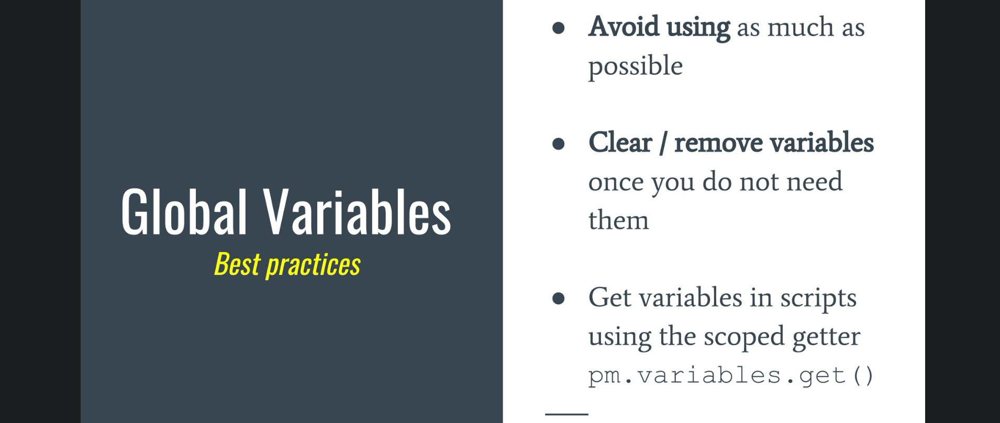 Global Variables
Best practices
● Avoid using as much as
possible
● Clear / remove variables
once you do not need
them
● Get variables in scripts
using the scoped getter
pm.variables.get()